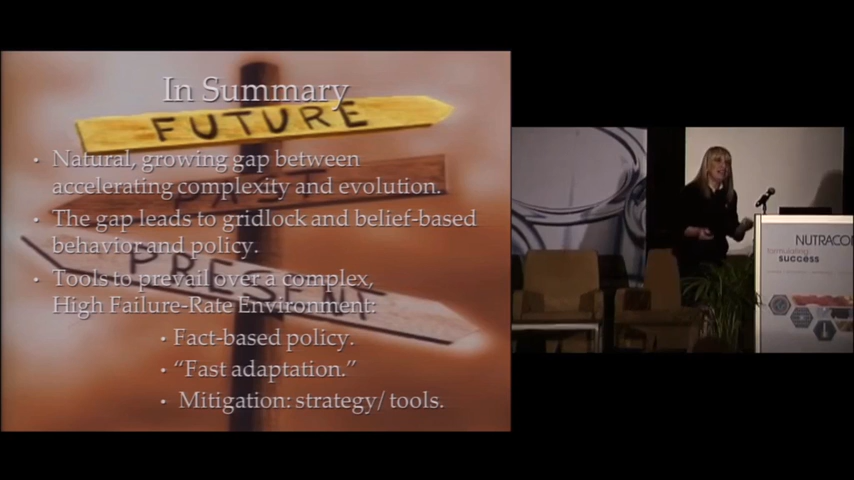 In Summary
FUTURE
• Natural, growing gap between
accelerating complexity and evolution.
PAST
• The gap leads to gridlock and belief-based
behavior and policy.
PRESENT
• Tools to prevail over a complex,
High Failure-Rate Environment:
• Fact-based policy.
• “Fast adaptation.”
• Mitigation: strategy/ tools.
NUTRACON
formulating
success